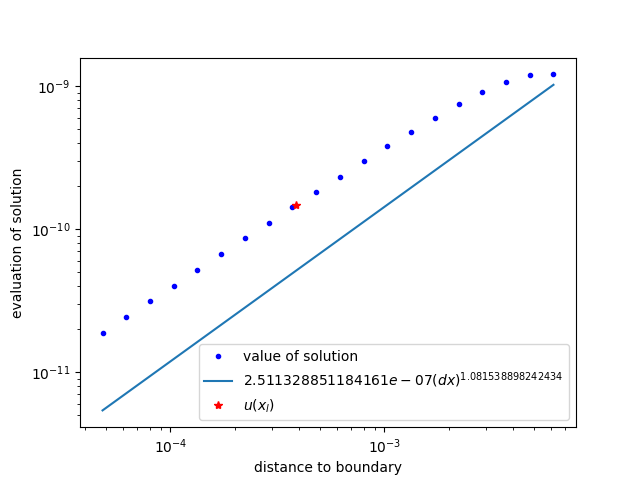 10⁻⁹
10⁻¹⁰
10⁻¹¹
evaluation of solution
value of solution
2.511328851184161e − 07(dx)^1.081538898242434
u(x_l)
10⁻⁴
10⁻³
distance to boundary